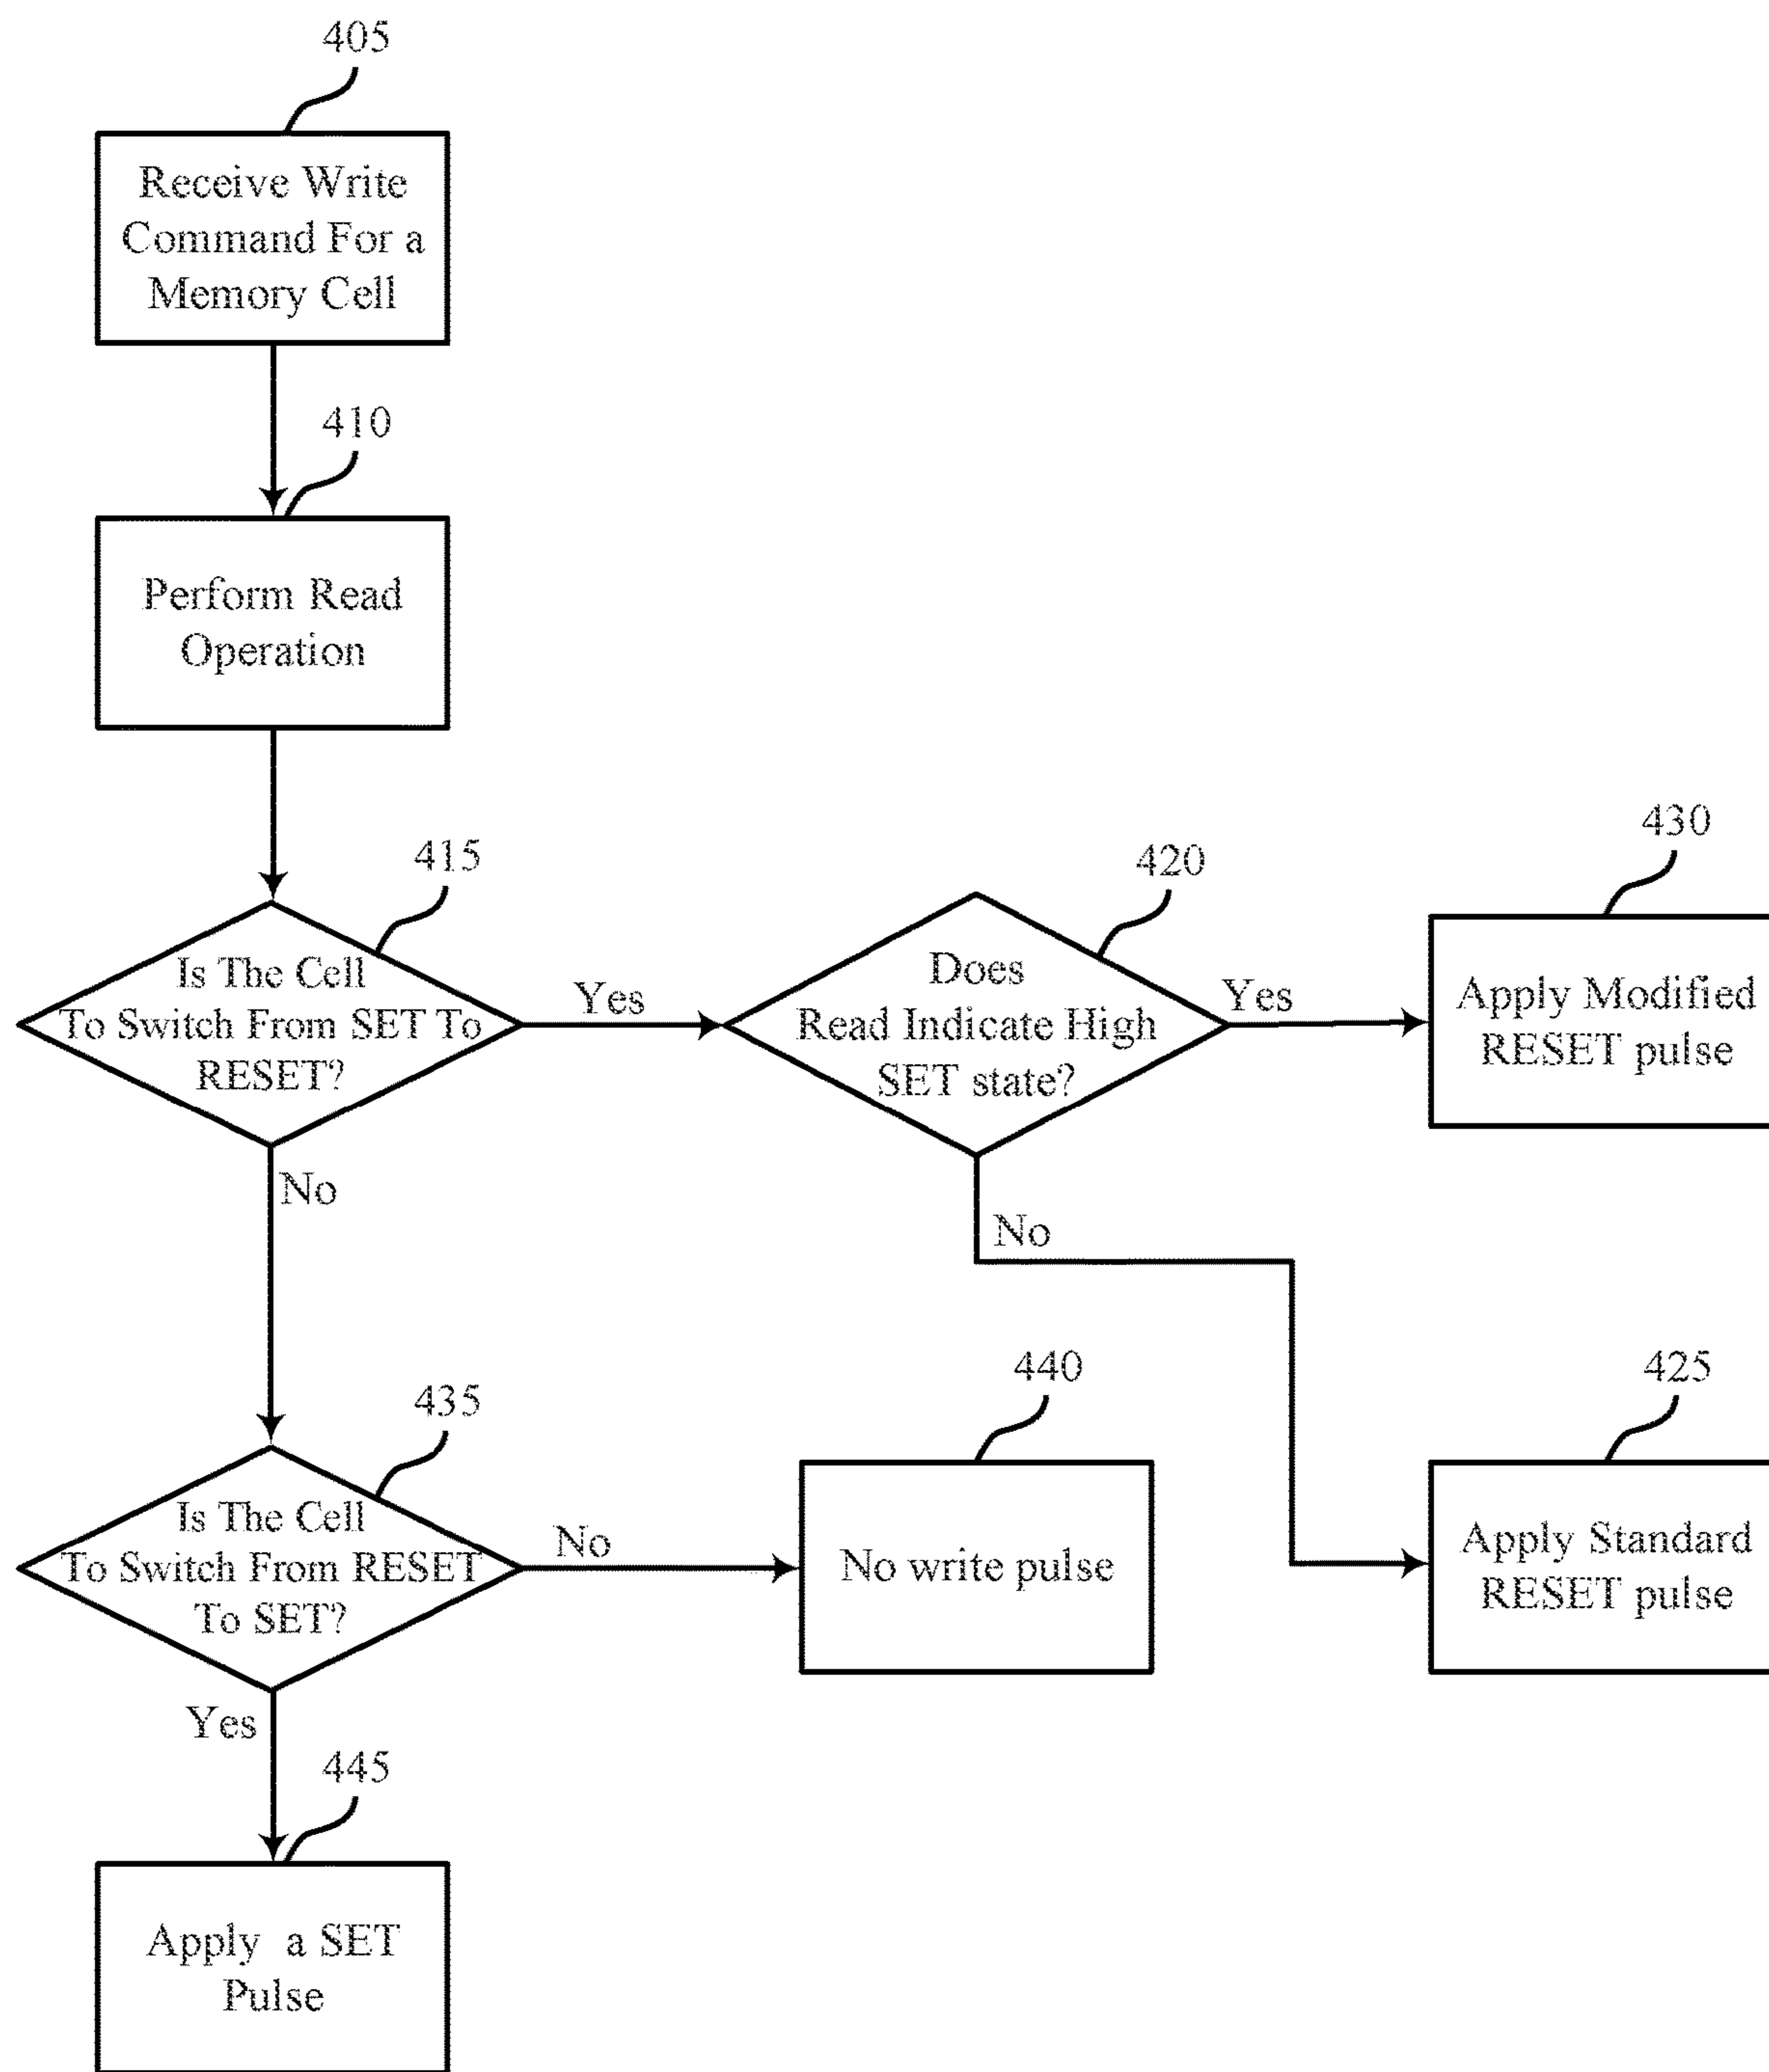 405
Receive Write
Command For a
Memory Cell
410
Perform Read
Operation
415
Is The Cell
To Switch From SET To
RESET?
Yes
420
Does
Read Indicate High
SET state?
Yes
430
Apply Modified
RESET pulse
No
No
435
Is The Cell
To Switch From RESET
To SET?
No
440
No write pulse
425
Apply Standard
RESET pulse
Yes
445
Apply a SET
Pulse